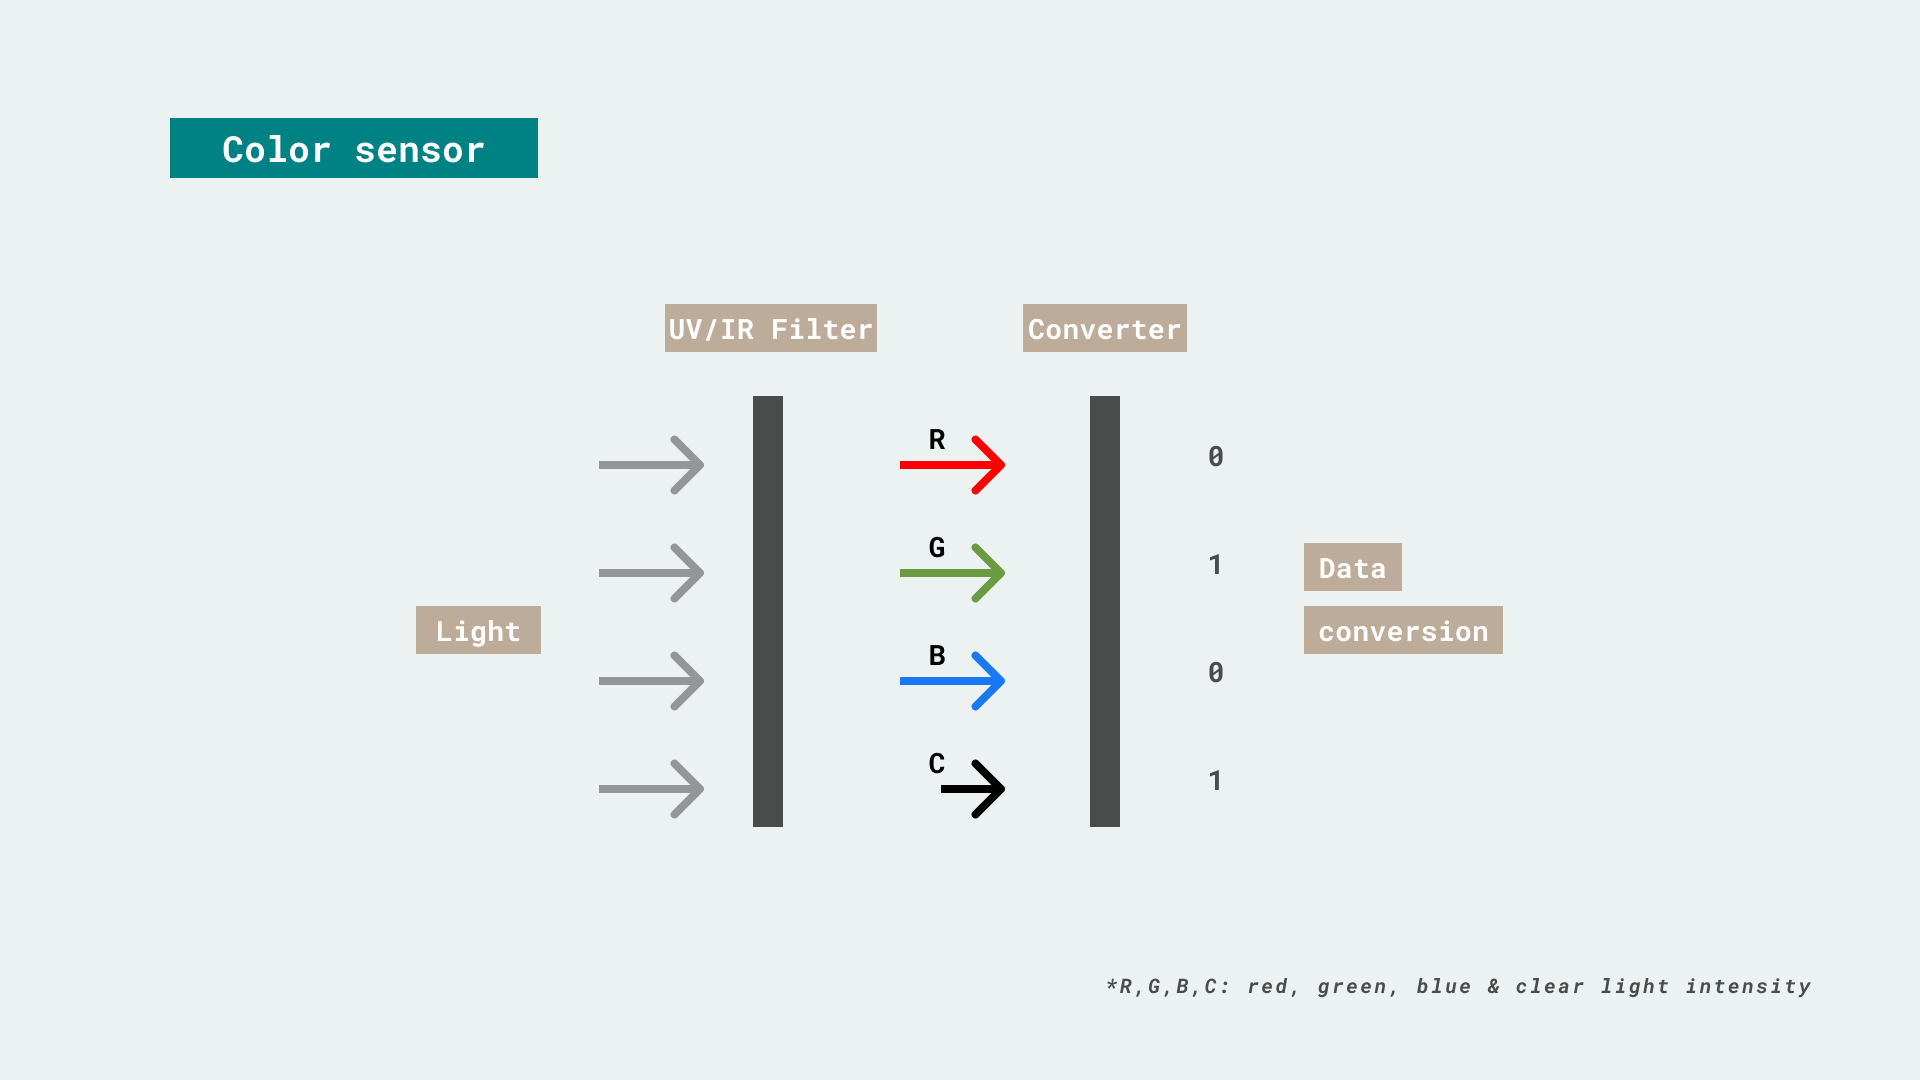 Color sensor
UV/IR Filter
Converter
R
0
G
1
Data
Light
conversion
B
0
C
1
*R,G,B,C: red, green, blue & clear light intensity